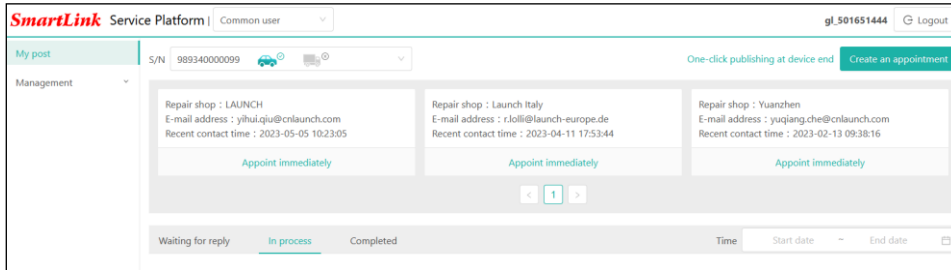 SmartLink Service Platform | Common user gl_501651444 Logout
My post
Management
S/N 989340000099 One-click publishing at device end Create an appointment
Repair shop : LAUNCH
E-mail address : yihui.qiu@cnlaunch.com
Recent contact time : 2023-05-05 10:23:05
Appoint immediately
Repair shop : Launch Italy
E-mail address : r.lolli@launch-europe.de
Recent contact time : 2023-04-11 17:53:44
Appoint immediately
Repair shop : Yuanzhen
E-mail address : yuqiang.che@cnlaunch.com
Recent contact time : 2023-02-13 09:38:16
Appoint immediately
< 1 >
Waiting for reply In process Completed Time Start date ~ End date